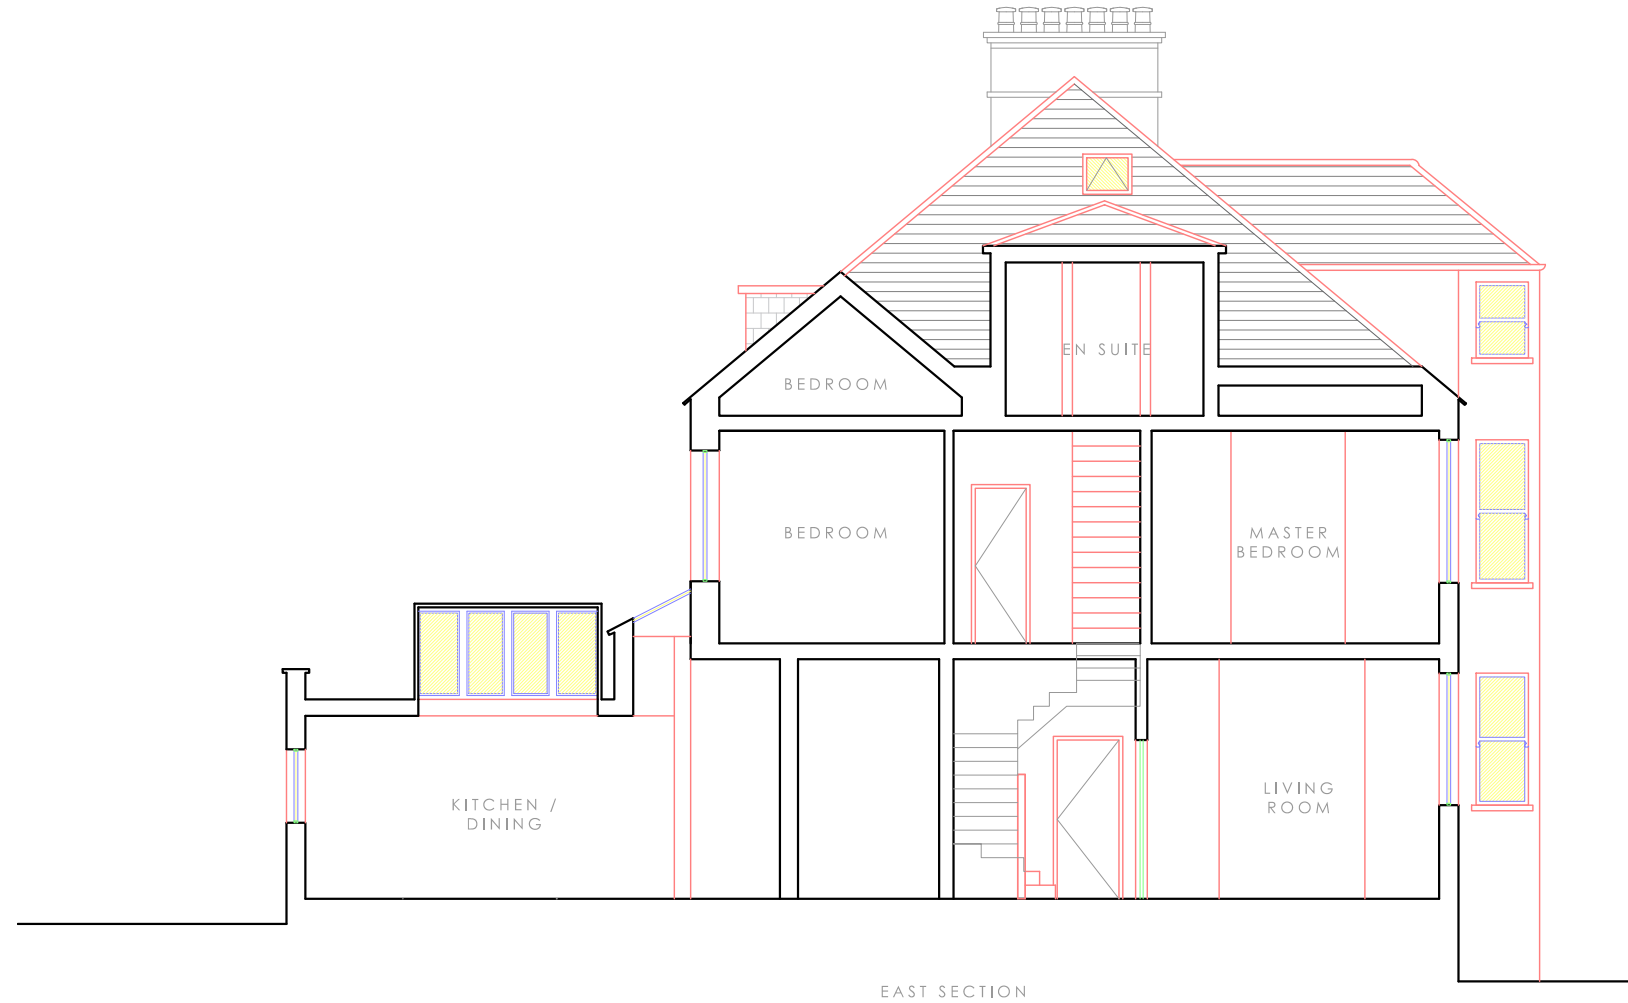 EN SUITE
BEDROOM
BEDROOM
MASTER
BEDROOM
KITCHEN /
DINING
LIVING
ROOM
EAST SECTION